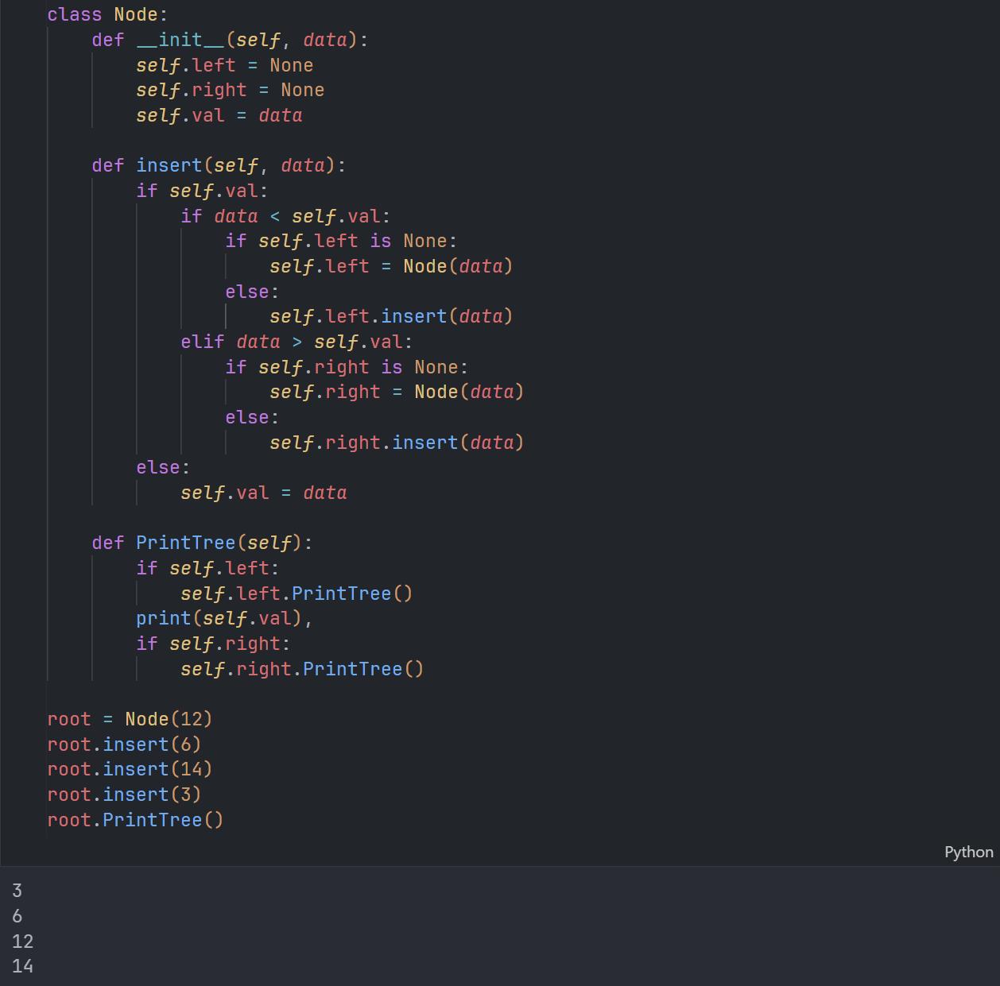 class Node:
    def __init__(self, data):
        self.left = None
        self.right = None
        self.val = data

    def insert(self, data):
        if self.val:
            if data < self.val:
                if self.left is None:
                    self.left = Node(data)
                else:
                    self.left.insert(data)
            elif data > self.val:
                if self.right is None:
                    self.right = Node(data)
                else:
                    self.right.insert(data)
        else:
            self.val = data

    def PrintTree(self):
        if self.left:
            self.left.PrintTree()
        print(self.val),
        if self.right:
            self.right.PrintTree()

root = Node(12)
root.insert(6)
root.insert(14)
root.insert(3)
root.PrintTree()
Python
3
6
12
14